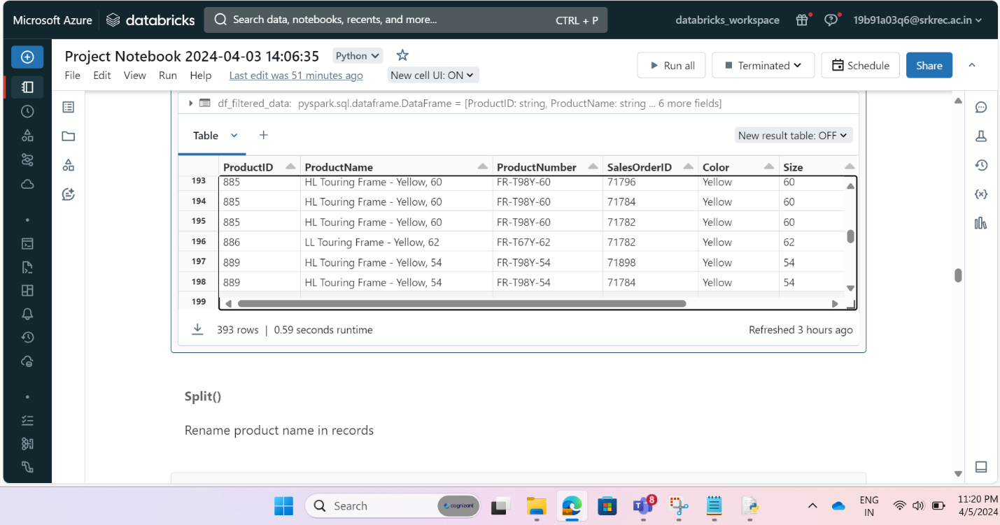 Microsoft Azure databricks Search data, notebooks, recents, and more... CTRL + P databricks_workspace 19b91a03q6@srkrec.ac.in
Project Notebook 2024-04-03 14:06:35 Python
File Edit View Run Help Last edit was 51 minutes ago New cell UI: ON Run all Terminated Schedule Share
df_filtered_data: pyspark.sql.dataframe.DataFrame = [ProductID: string, ProductName: string ... 6 more fields]
Table + New result table: OFF
ProductID ProductName ProductNumber SalesOrderID Color Size
193 885 HL Touring Frame - Yellow, 60 FR-T98Y-60 71796 Yellow 60
194 885 HL Touring Frame - Yellow, 60 FR-T98Y-60 71784 Yellow 60
195 885 HL Touring Frame - Yellow, 60 FR-T98Y-60 71782 Yellow 60
196 886 LL Touring Frame - Yellow, 62 FR-T67Y-62 71782 Yellow 62
197 889 HL Touring Frame - Yellow, 54 FR-T98Y-54 71898 Yellow 54
198 889 HL Touring Frame - Yellow, 54 FR-T98Y-54 71784 Yellow 54
199
393 rows | 0.59 seconds runtime Refreshed 3 hours ago
Split()
Rename product name in records
Search cognizant 8 ENG 11:20 PM
IN 4/5/2024